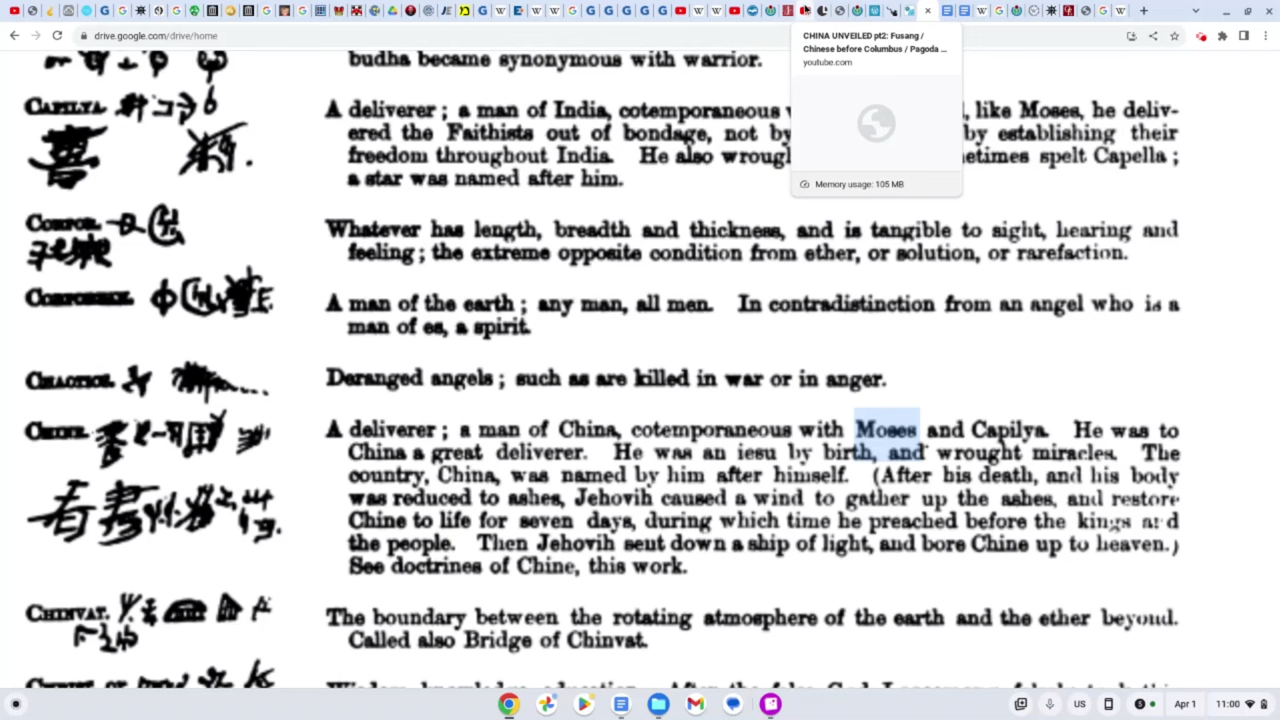 drive.google.com/drive/home
CHINA UNVEILED pt2: Fusang /
Chinese before Columbus / Pagoda ...
youtube.com
Memory usage: 105 MB
budha became synonymous with warrior.
CAPILYA.
A deliverer ; a man of India, cotemporaneous
, like Moses, he deliv-
ered the Faithists out of bondage, not by
by establishing their
freedom throughout India. He also
spelt Capella ;
a star was named after him.
CORPOR.
Whatever has length, breadth and thickness, and is tangible to sight, hearing and
feeling ; the extreme opposite condition from ether, or solution, or rarefaction.
CORPOREAL.
A man of the earth ; any man, all men. In contradistinction from an angel who is a
man of es, a spirit.
Deranged angels ; such as are killed in war or in anger.
CHINE.
A deliverer ; a man of China, cotemporaneous with Moses and Capilya. He was to
China a great deliverer. He was an iesu by birth, and wrought miracles. The
country, China, was named by him after himself. (After his death, and his body
was reduced to ashes, Jehovih caused a wind to gather up the ashes, and restore
Chine to life for seven days, during which time he preached before the kings and
the people. Then Jehovih sent down a ship of light, and bore Chine up to heaven.)
See doctrines of Chine, this work.
CHINVAT.
The boundary between the rotating atmosphere of the earth and the ether beyond.
Called also Bridge of Chinvat.
US
Apr 1
11:00